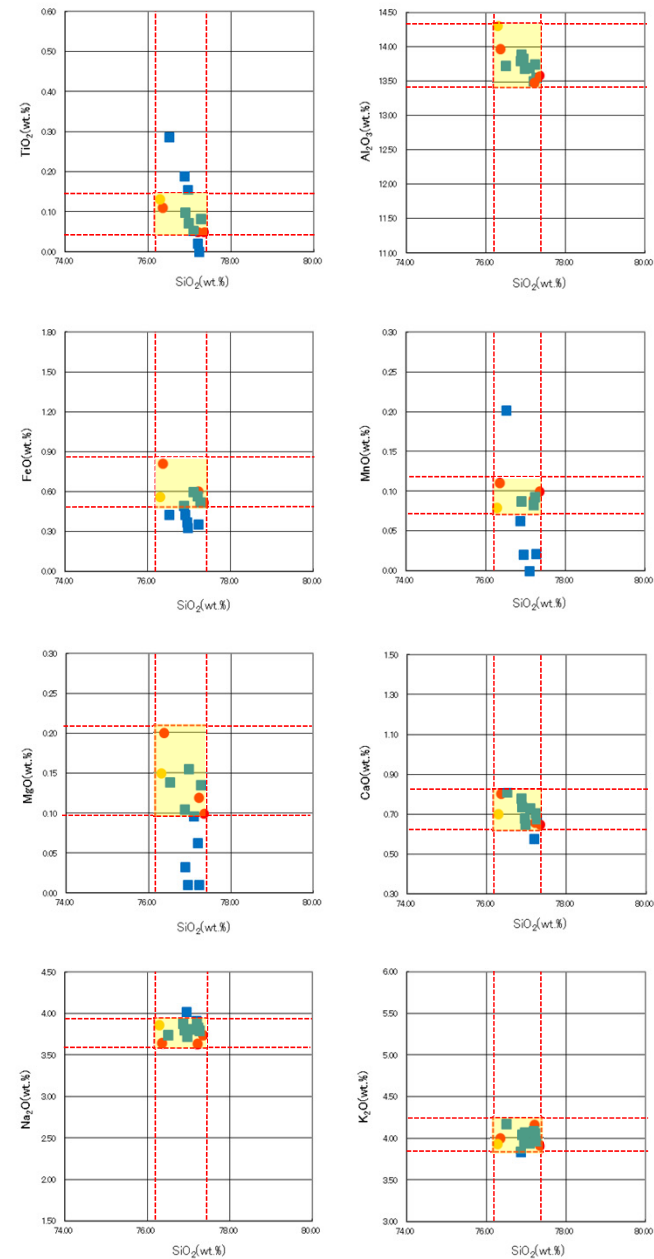 0.60
0.50
0.40
0.30
0.20
0.10
0.00
TiO2(wt.%)
74.00 76.00 78.00 80.00
SiO2(wt.%)
14.50
14.00
13.50
13.00
12.50
12.00
11.50
11.00
Al2O3(wt.%)
74.00 76.00 78.00 80.00
SiO2(wt.%)
1.80
1.50
1.20
0.90
0.60
0.30
0.00
FeO(wt.%)
74.00 76.00 78.00 80.00
SiO2(wt.%)
0.30
0.25
0.20
0.15
0.10
0.05
0.00
MnO(wt.%)
74.00 76.00 78.00 80.00
SiO2(wt.%)
0.30
0.25
0.20
0.15
0.10
0.05
0.00
MgO(wt.%)
74.00 76.00 78.00 80.00
SiO2(wt.%)
1.50
1.30
1.10
0.90
0.70
0.50
0.30
CaO(wt.%)
74.00 76.00 78.00 80.00
SiO2(wt.%)
4.50
4.00
3.50
3.00
2.50
2.00
1.50
Na2O(wt.%)
74.00 76.00 78.00 80.00
SiO2(wt.%)
6.00
5.50
5.00
4.50
4.00
3.50
3.00
K2O(wt.%)
74.00 76.00 78.00 80.00
SiO2(wt.%)